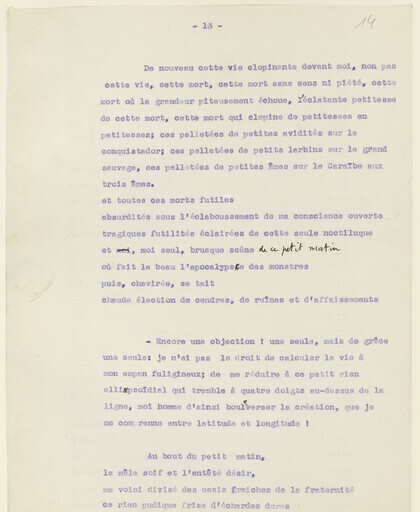 - 13 -
14
De nouveau cette vie clopinante devant moi, non pas
cette vie, cette mort, cette mort sans sens ni piété, cette
mort où la grandeur piteusement échoue, l'éclatante petitesse
de cette mort, cette mort qui clopine de petitesses en
petitesses; ces pelletées de petites avidités sur le
conquistador; ces pelletées de petits larbins sur le grand
sauvage, ces pelletées de petites âmes sur le Caraïbe aux
trois âmes.
et toutes ces morts futiles
absurdités sous l'éclaboussement de ma conscience ouverte
tragiques futilités éclairées de cette seule noctiluque
et moi, moi seul, brusque scène de ce petit matin
où fait le beau l'apocalypse des monstres
puis, chavirée, se tait
chaude élection de cendres, de ruines et d'affaissements
- Encore une objection ! une seule, mais de grâce
une seule: je n'ai pas le droit de calculer la vie à
mon empan fuligineux; de me réduire à ce petit rien
ellipsoïdal qui tremble à quatre doigts au-dessus de la
ligne, moi homme d'ainsi bouleverser la création, que je
me comprenne entre latitude et longitude !
Au bout du petit matin,
la mâle soif et l'entêté désir,
me voici divisé des oasis fraîches de la fraternité
ce rien pudique frise d'échardes dures